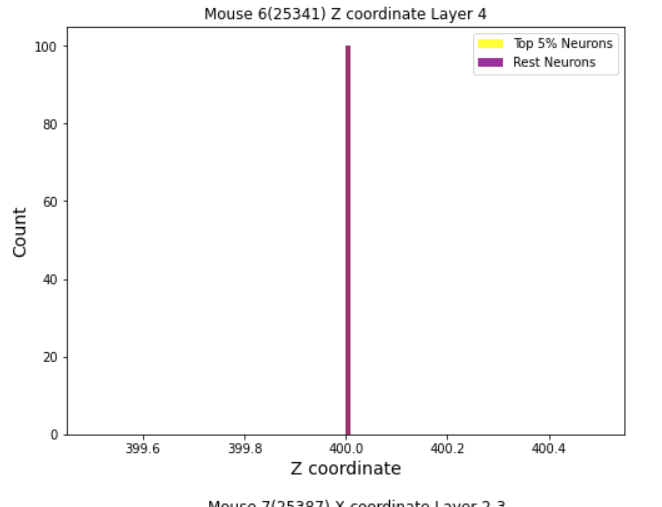 Mouse 6(25341) Z coordinate Layer 4
Top 5% Neurons
Rest Neurons
Count
100
80
60
40
20
0
399.6 399.8 400.0 400.2 400.4
Z coordinate
Mouse 7(25387) X coordinate Layer 2-3